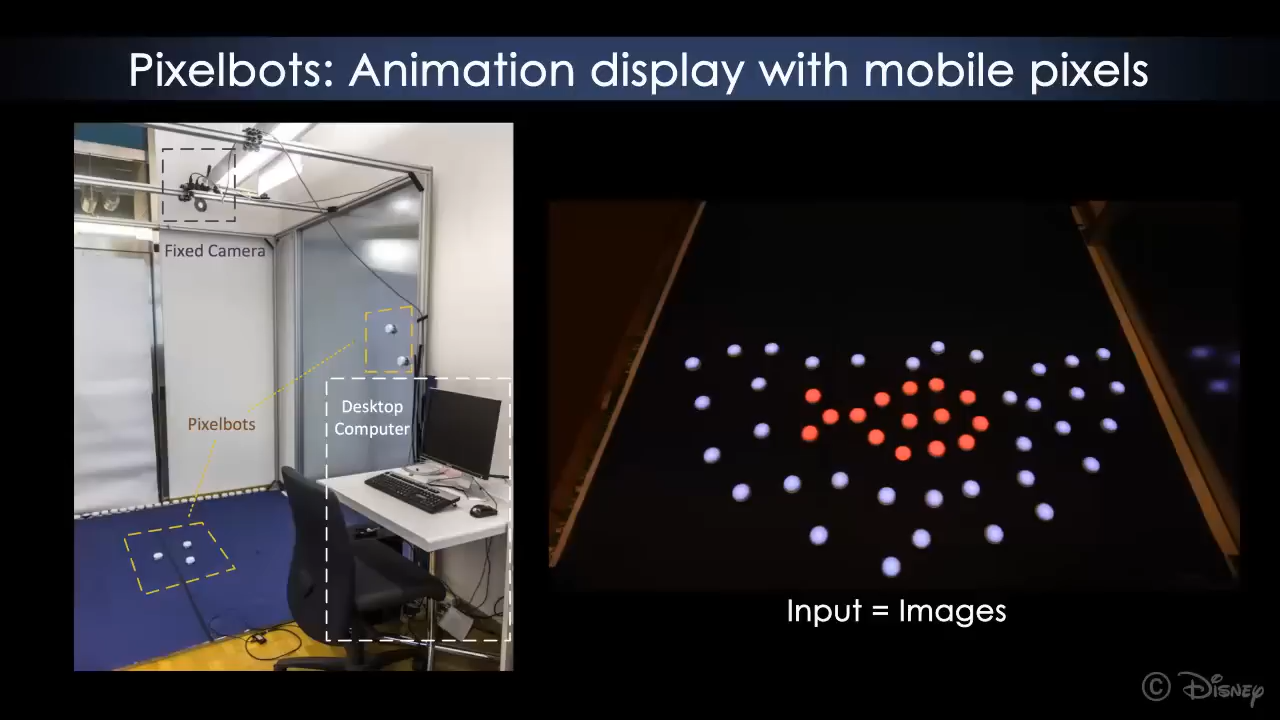 Pixelbots: Animation display with mobile pixels
Fixed Camera
Pixelbots
Desktop
Computer
Input = Images
© Disney